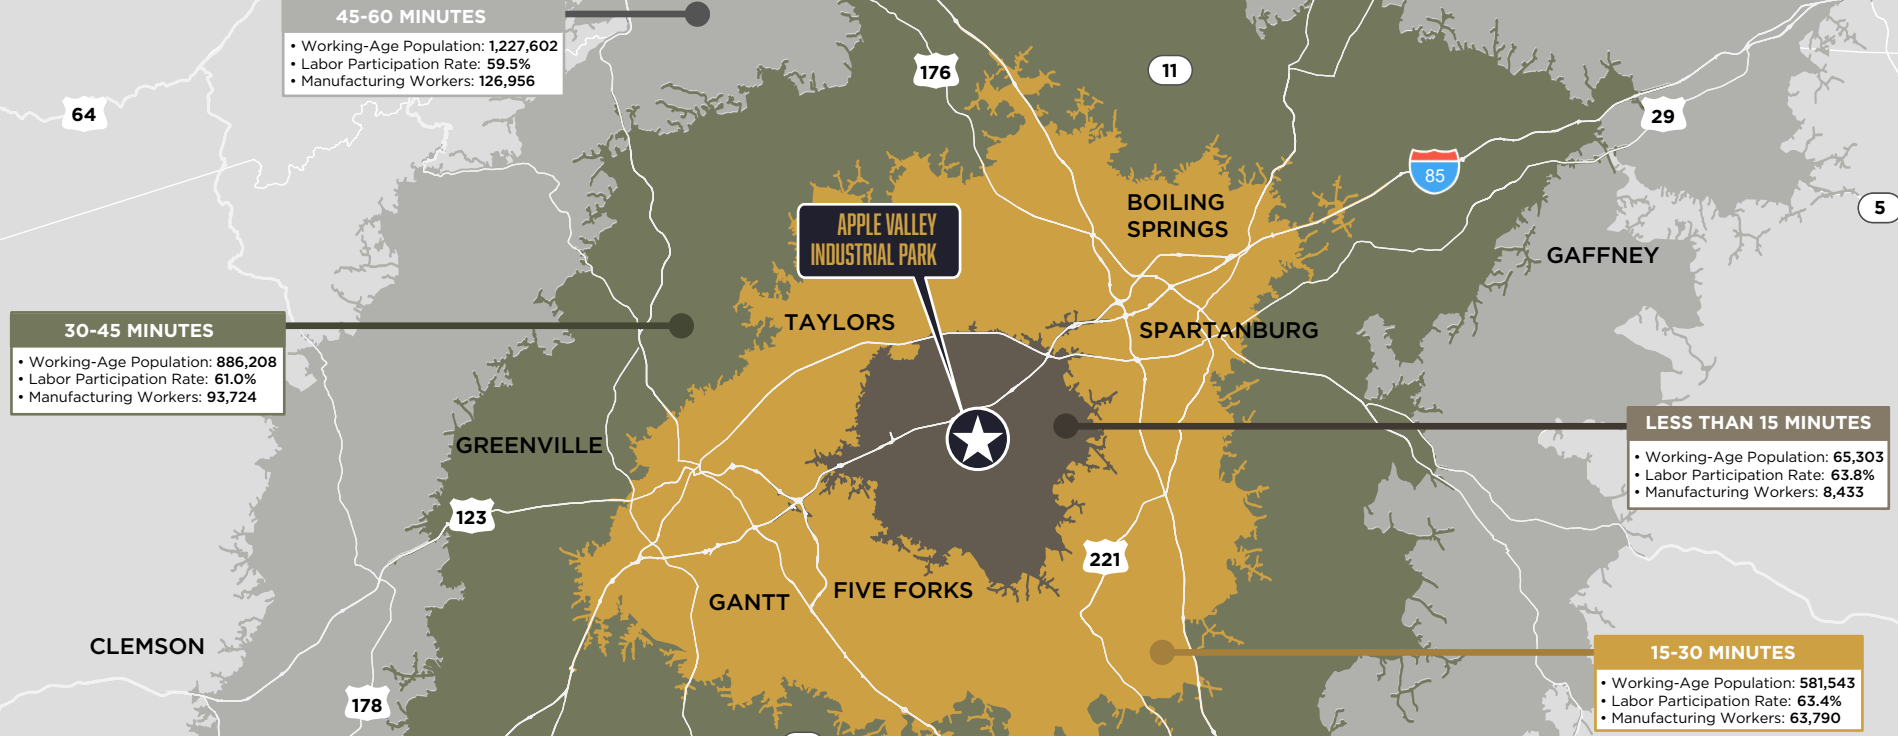 45-60 MINUTES
• Working-Age Population: 1,227,602
• Labor Participation Rate: 59.5%
• Manufacturing Workers: 126,956
176
11
64
29
85
5
BOILING
SPRINGS
APPLE VALLEY
INDUSTRIAL PARK
GAFFNEY
30-45 MINUTES
• Working-Age Population: 886,208
• Labor Participation Rate: 61.0%
• Manufacturing Workers: 93,724
TAYLORS
SPARTANBURG
GREENVILLE
LESS THAN 15 MINUTES
• Working-Age Population: 65,303
• Labor Participation Rate: 63.8%
• Manufacturing Workers: 8,433
123
221
FIVE FORKS
GANTT
CLEMSON
178
15-30 MINUTES
• Working-Age Population: 581,543
• Labor Participation Rate: 63.4%
• Manufacturing Workers: 63,790